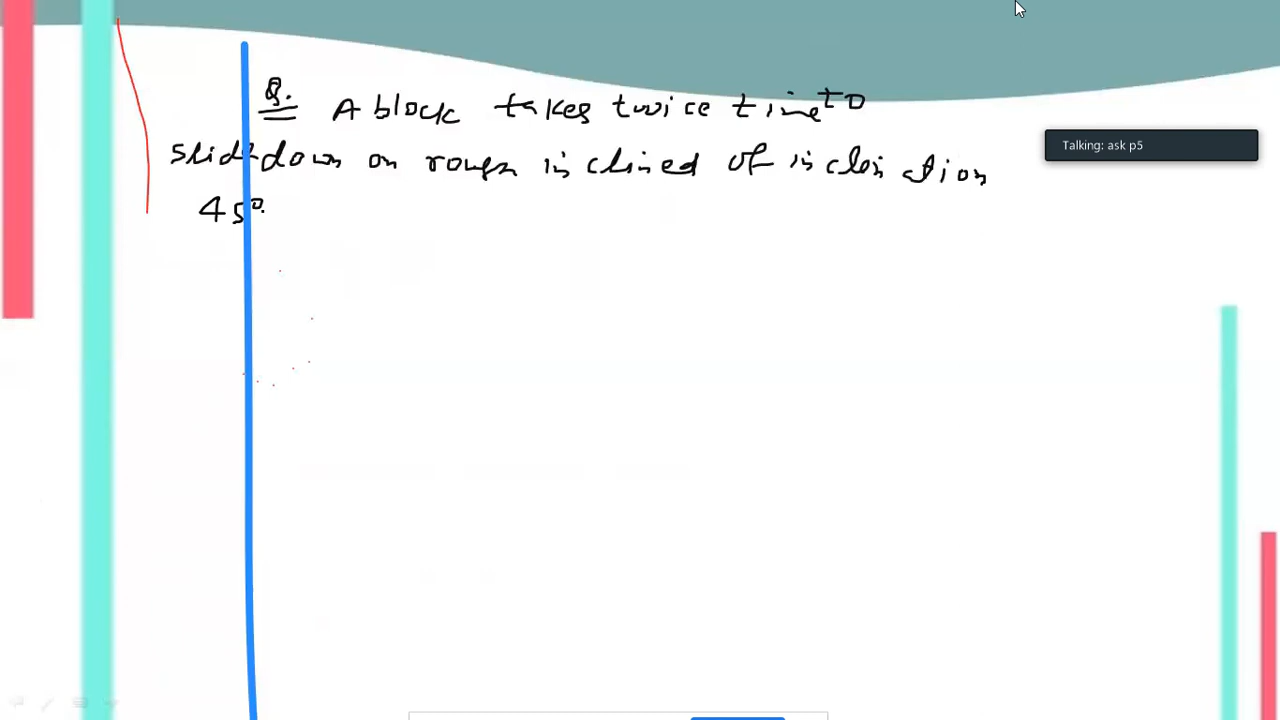 Q. A block takes twice time to
slide down on rough inclined of inclination
45°.
Talking: ask p5